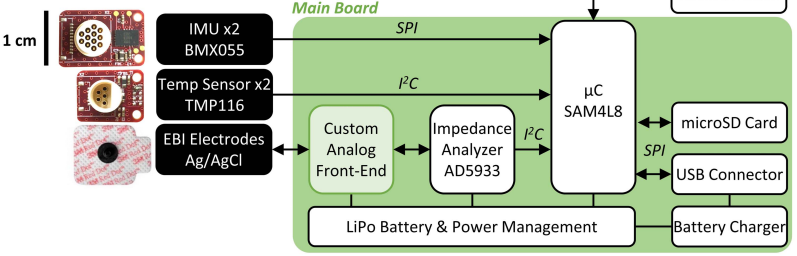 Main Board
1 cm
IMU x2
BMX055
SPI
Temp Sensor x2
TMP116
I²C
EBI Electrodes
Ag/AgCl
Custom
Analog
Front-End
Impedance
Analyzer
AD5933
I²C
µC
SAM4L8
microSD Card
SPI
USB Connector
LiPo Battery & Power Management
Battery Charger